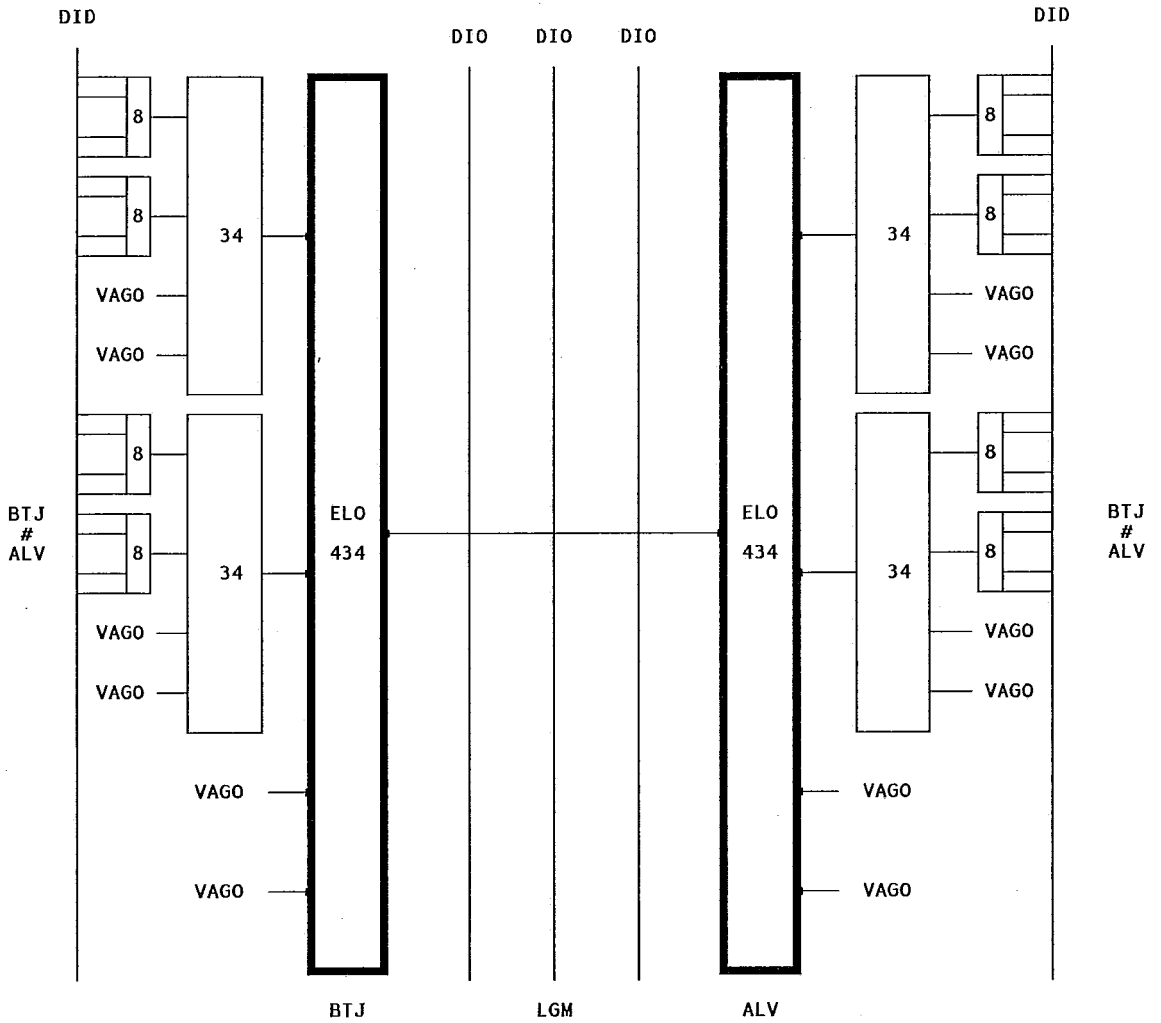 DID DID
DIO DIO DIO
8 8
8 8
34 34
VAGO VAGO
VAGO VAGO
8 8
BTJ ELO ELO BTJ
# #
ALV 8 434 434 8 ALV
34 34
VAGO VAGO
VAGO VAGO
VAGO VAGO
VAGO VAGO
BTJ LGM ALV